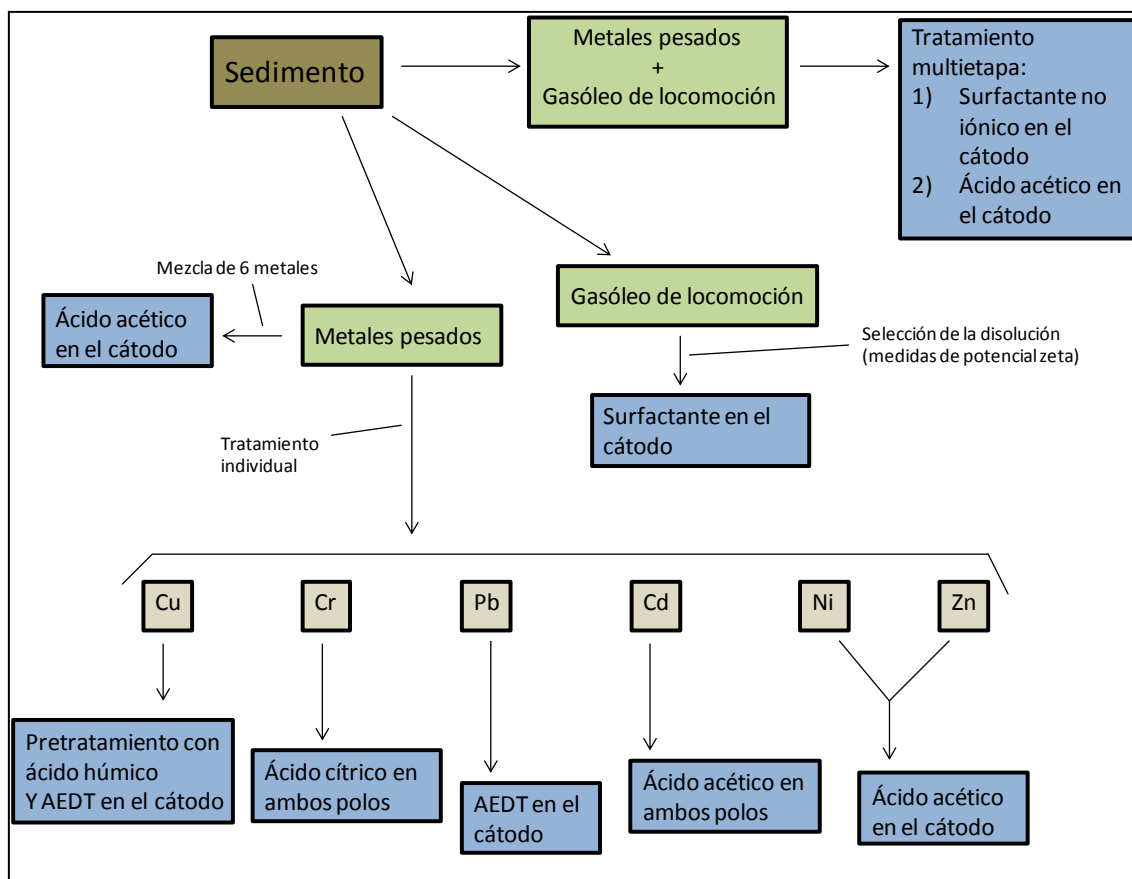 Sedimento
Metales pesados
+
Gasóleo de locomoción
Tratamiento
multietapa:
1) Surfactante no
iónico en el
cátodo
2) Ácido acético en
el cátodo
Mezcla de 6 metales
Ácido acético
en el cátodo
Metales pesados
Gasóleo de locomoción
Selección de la disolución
(medidas de potencial zeta)
Surfactante en el
cátodo
Tratamiento
individual
Cu
Cr
Pb
Cd
Ni
Zn
Pretratamiento con
ácido húmico
Y AEDT en el cátodo
Ácido cítrico en
ambos polos
AEDT en el
cátodo
Ácido acético en
ambos polos
Ácido acético
en el cátodo